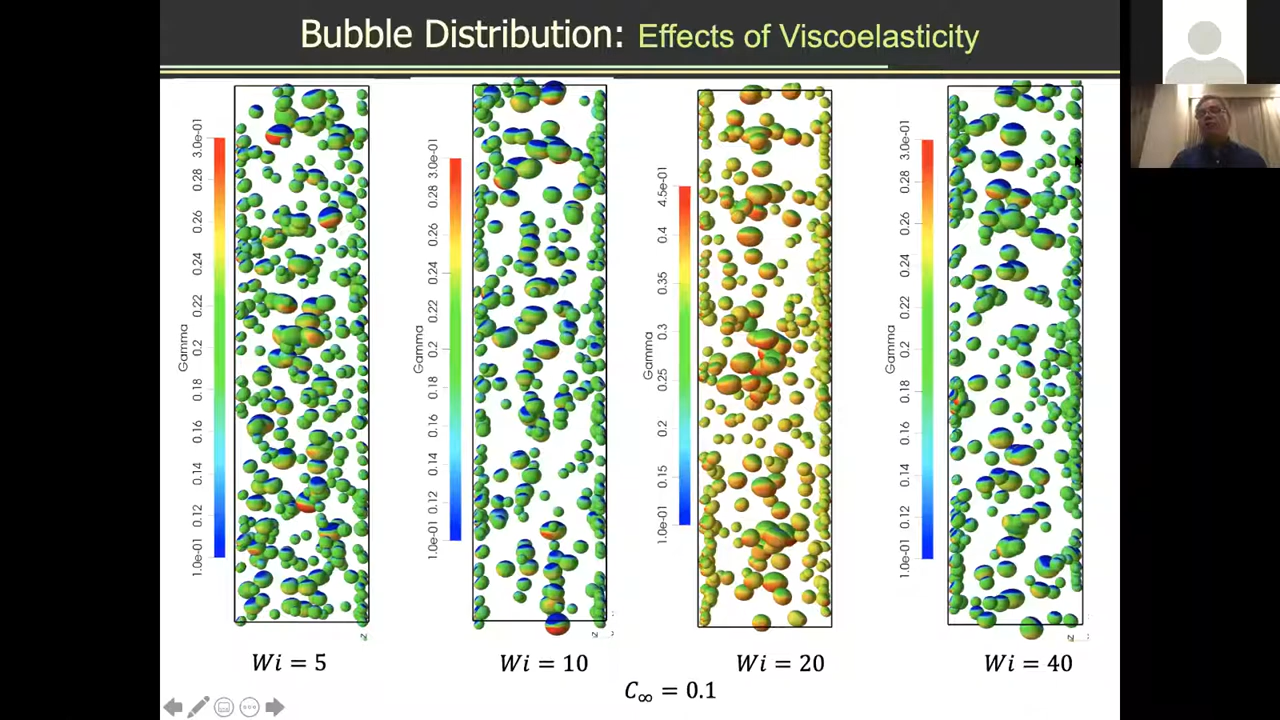 Bubble Distribution: Effects of Viscoelasticity
3.0e-01
0.28
0.26
0.24
0.22
0.2
0.18
0.16
0.14
0.12
1.0e-01
Gamma
3.0e-01
0.28
0.26
0.24
0.22
0.2
0.18
0.16
0.14
0.12
1.0e-01
Gamma
4.5e-01
0.4
0.35
0.3
0.25
0.2
0.15
1.0e-01
Gamma
3.0e-01
0.28
0.26
0.24
0.22
0.2
0.18
0.16
0.14
0.12
1.0e-01
Gamma
Z
Z
Z
Wi = 5
Wi = 10
Wi = 20
Wi = 40
C∞ = 0.1